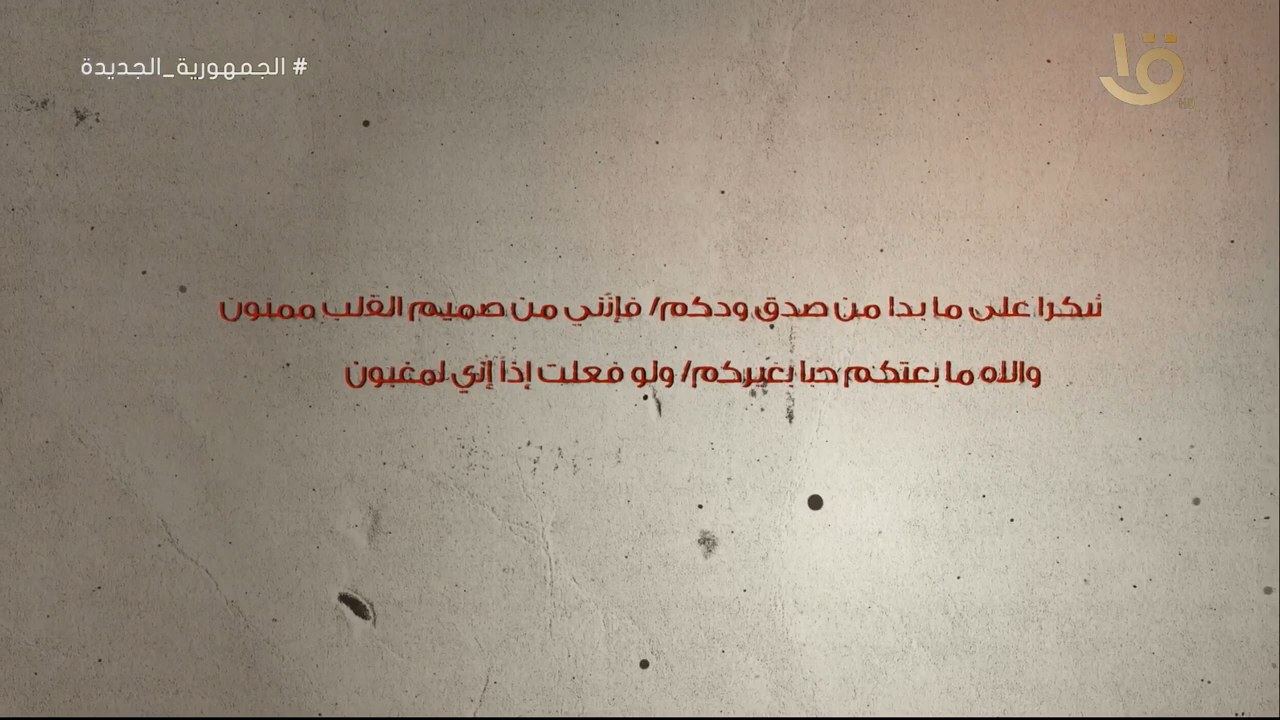 # الجمهورية_الجديدة
شكرا على ما بدا من صدق ودكم/ فإنني من صميم القلب ممنون
والله ما بعتكم حبا بغيركم/ ولو فعلت إذا إني لمغبون